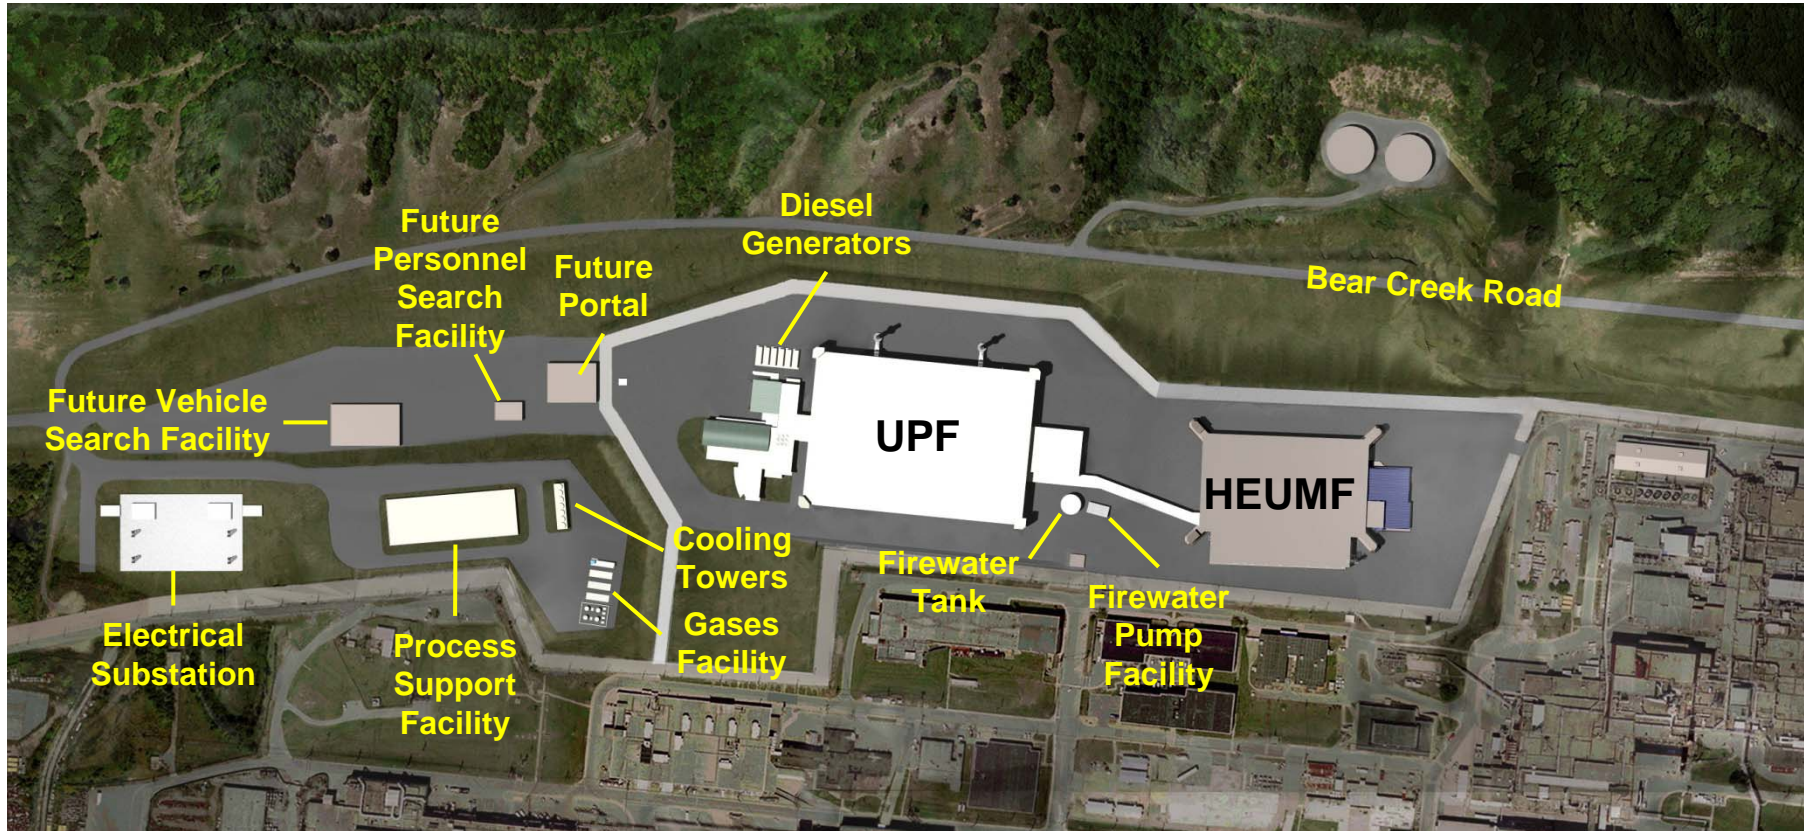 Diesel
Generators
Future
Personnel
Search
Facility
Future
Portal
Bear Creek Road
Future Vehicle
Search Facility
UPF
HEUMF
Cooling
Towers
Firewater
Tank
Firewater
Pump
Facility
Gases
Facility
Electrical
Substation
Process
Support
Facility